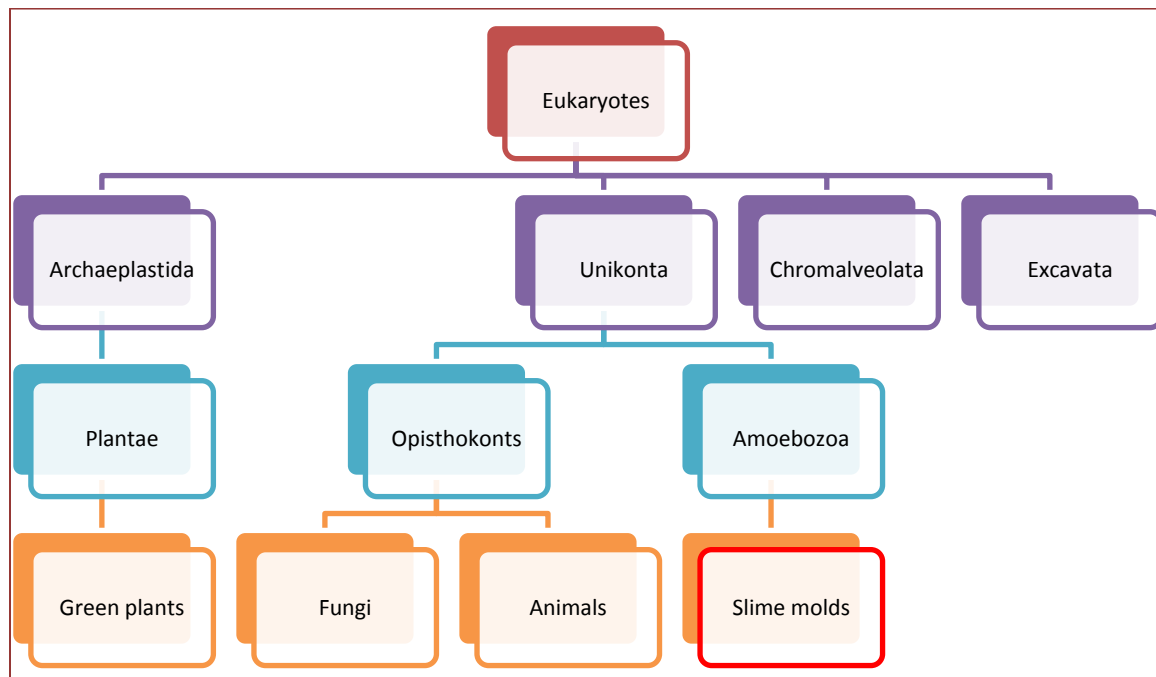 Eukaryotes
Archaeplastida
Unikonta
Chromalveolata
Excavata
Plantae
Opisthokonts
Amoebozoa
Green plants
Fungi
Animals
Slime molds